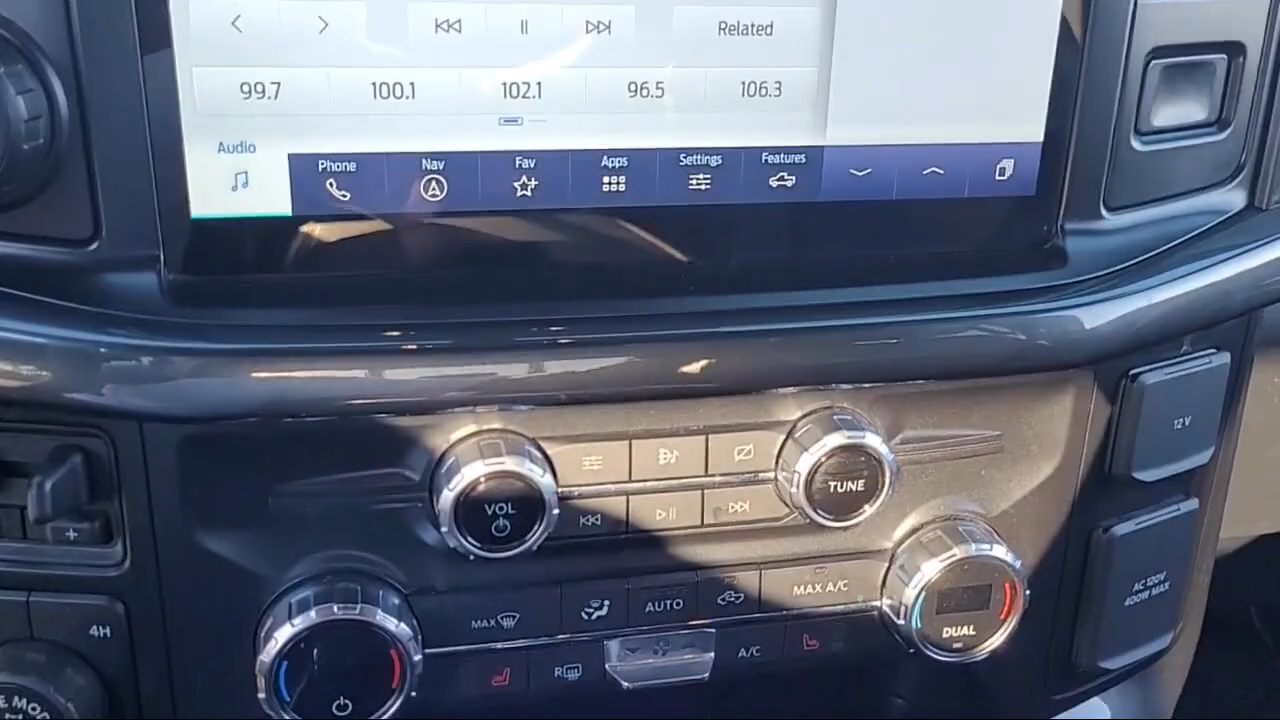 Related
99.7 100.1 102.1 96.5 106.3
Audio Phone Nav Fav Apps Settings Features
12V
VOL TUNE
AC 120V
400W MAX
MAX AUTO MAX A/C
4H
DUAL
R A/C
+